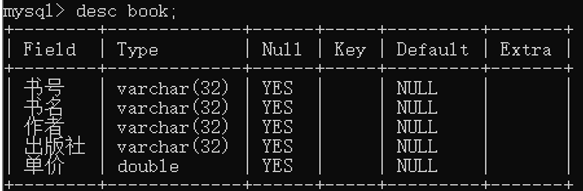 mysql> desc book;
+--------+-------------+------+-----+---------+-------+
| Field | Type | Null | Key | Default | Extra |
+--------+-------------+------+-----+---------+-------+
| 书号 | varchar(32) | YES | | NULL | |
| 书名 | varchar(32) | YES | | NULL | |
| 作者 | varchar(32) | YES | | NULL | |
| 出版社 | varchar(32) | YES | | NULL | |
| 单价 | double | YES | | NULL | |
+--------+-------------+------+-----+---------+-------+